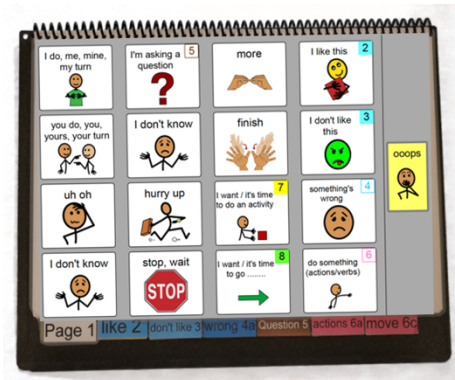 I do, me, mine,
my turn
I'm asking a
question
5
more
I like this
2
you do, you,
yours, your turn
I don't know
finish
I don't like
this
3
ooops
uh oh
hurry up
I want / it's time
to do an activity
7
something's
wrong
4
I don't know
stop, wait
STOP
I want / it's time
to go ........
8
do something
(actions/verbs)
6
Page 1
like 2
don't like 3
wrong 4a
Question 5
actions 6a
move 6c